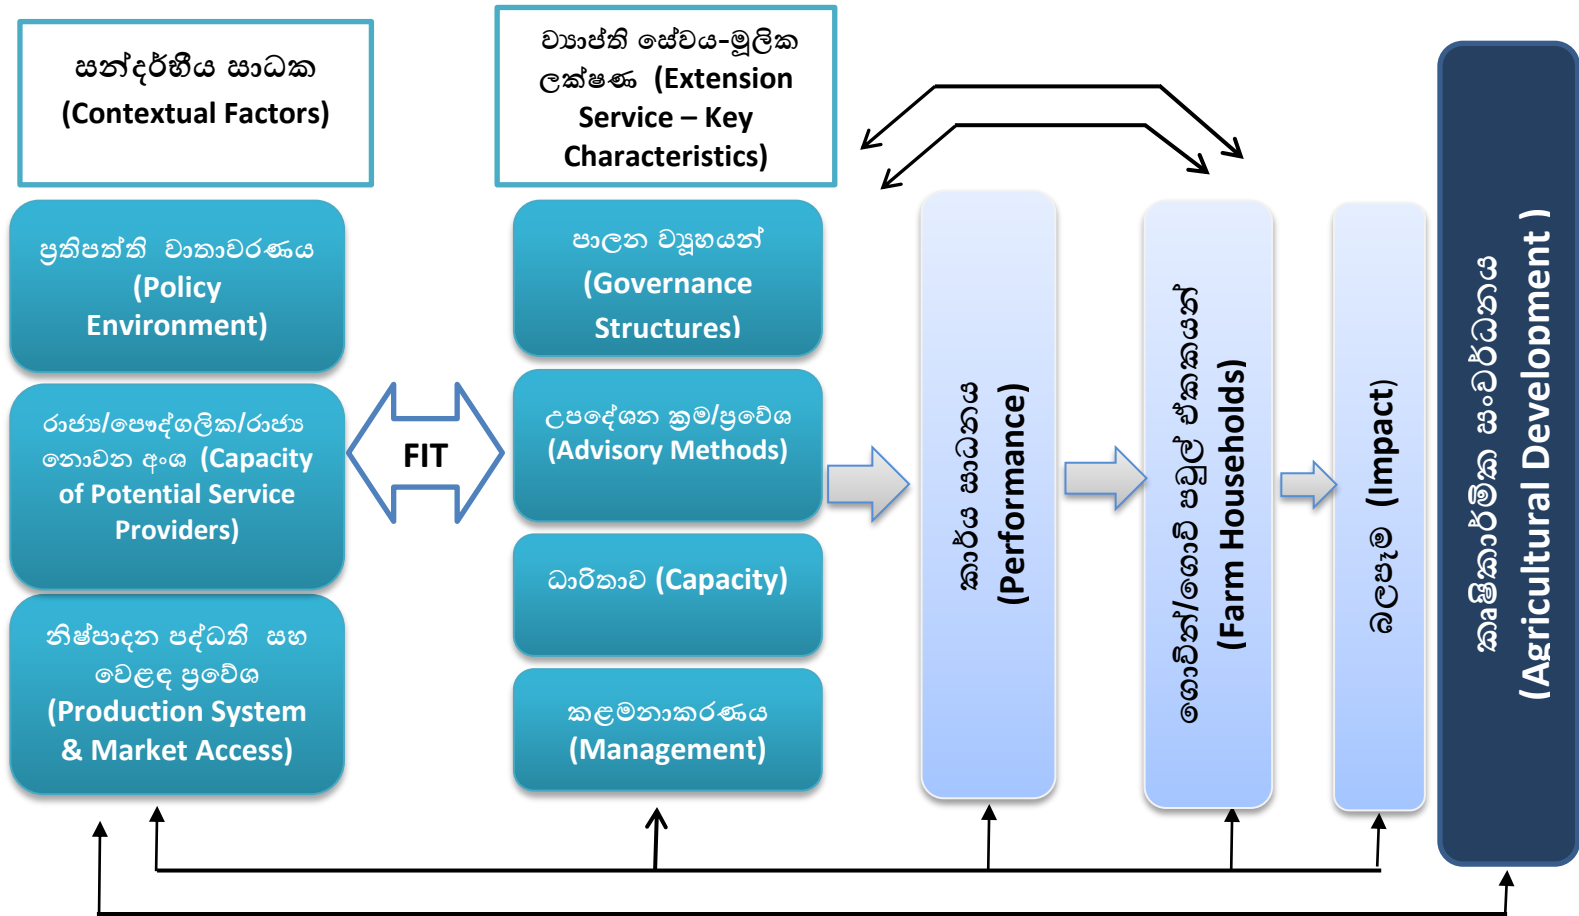 සන්දර්භීය සාධක
(Contextual Factors)
ව්‍යාප්ති සේවය-මූලික
ලක්ෂණ (Extension
Service – Key
Characteristics)
ප්‍රතිපත්ති වාතාවරණය
(Policy
Environment)
රාජ්‍ය/පෞද්ගලික/රාජ්‍ය
නොවන අංශ (Capacity
of Potential Service
Providers)
නිෂ්පාදන පද්ධති සහ
වෙළඳ ප්‍රවේශ
(Production System
& Market Access)
FIT
පාලන ව්‍යූහයන්
(Governance
Structures)
උපදේශන ක්‍රම/ප්‍රවේශ
(Advisory Methods)
ධාරිතාව (Capacity)
කළමනාකරණය
(Management)
කාර්ය සාධනය
(Performance)
ගොවීන්/ගොවි පවුල් ඒකකයන්
(Farm Households)
බලපෑම (Impact)
කෘෂිකාර්මික සංවර්ධනය
(Agricultural Development )